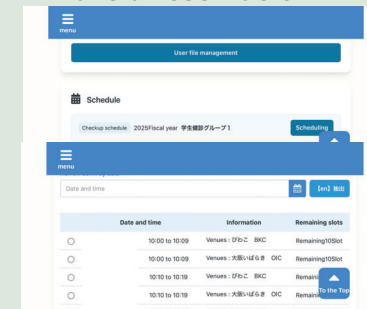 menu
User file management
Schedule
Checkup schedule 2025Fiscal year 学生健診グループ1 Scheduling
menu
Date and time 【en】抽出
Date and time Information Remaining slots
10:00 to 10:09 Venues : びわこ BKC Remaining10Slot
10:00 to 10:09 Venues : 大阪いばらき OIC Remaining10Slot
10:10 to 10:19 Venues : びわこ BKC
10:10 to 10:19 Venues : 大阪いばらき OIC
To the Top